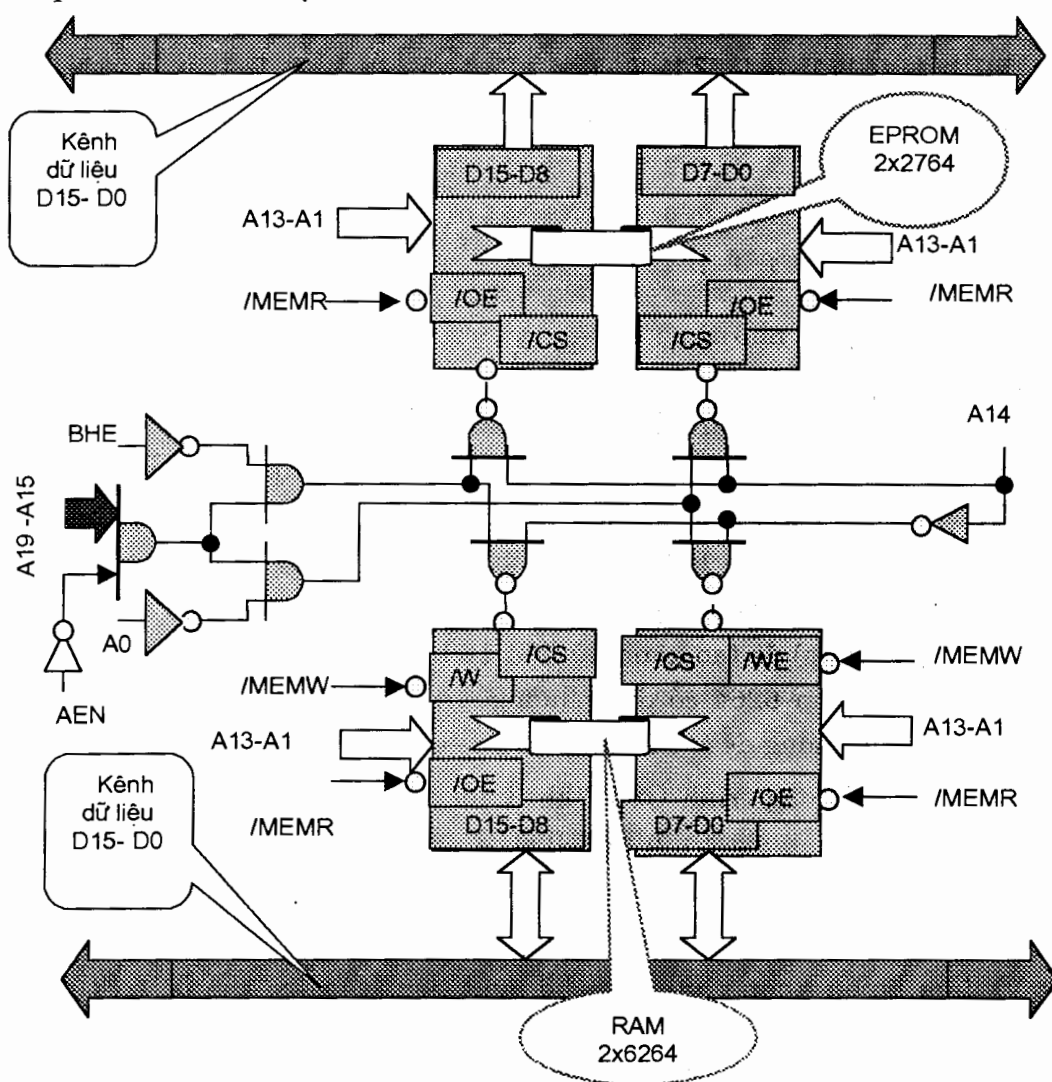 Kênh
dữ liệu
D15- D0
EPROM
2x2764
D15-D8
D7-D0
A13-A1
A13-A1
/MEMR
/OE
/OE
/MEMR
/CS
/CS
A14
BHE
A19 -A15
A0
AEN
/CS
/CS
/WE
/W
/MEMW
/MEMW
A13-A1
A13-A1
/OE
/OE
/MEMR
/MEMR
D15-D8
D7-D0
Kênh
dữ liệu
D15- D0
RAM
2x6264